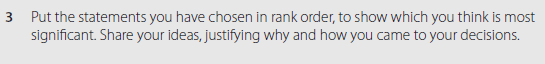 3 Put the statements you have chosen in rank order, to show which you think is most
significant. Share your ideas, justifying why and how you came to your decisions.